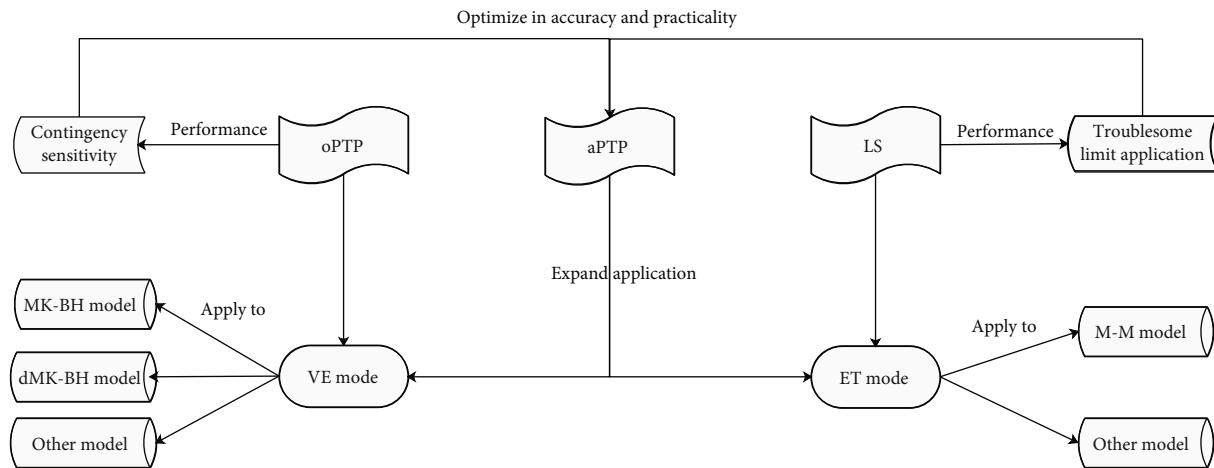 Optimize in accuracy and practicality
Contingency
sensitivity
Performance
oPTP
aPTP
LS
Performance
Troublesome
limit application
Expand application
MK-BH model
Apply to
dMK-BH model
VE mode
Other model
ET mode
Apply to
M-M model
Other model